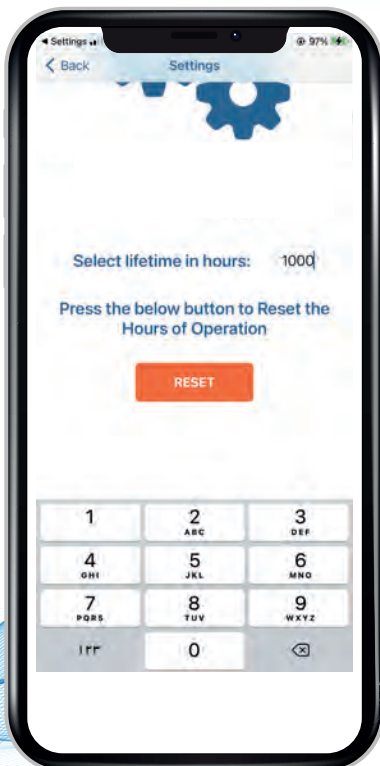 Settings
97%
Back
Settings
Select lifetime in hours: 1000
Press the below button to Reset the
Hours of Operation
RESET
1 2 3
ABC DEF
4 5 6
GHI JKL MNO
7 8 9
PQRS TUV WXYZ
١٢٣ 0